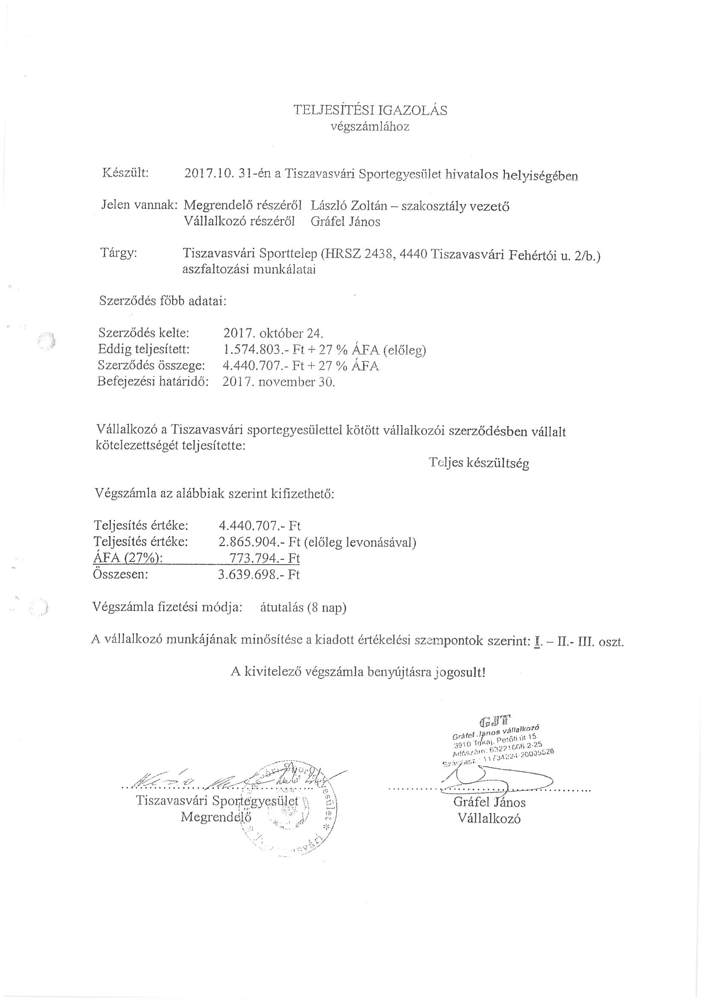 TELJESÍTÉSI IGAZOLÁS
végszámlához
Készült: 2017.10. 31-én a Tiszavasvári Sportegyesület hivatalos helyiségében
Jelen vannak: Megrendelő részéről László Zoltán – szakosztály vezető
Vállalkozó részéről Gráfel János
Tárgy: Tiszavasvári Sporttelep (HRSZ 2438, 4440 Tiszavasvári Fehértói u. 2/b.)
aszfaltozási munkálatai
Szerződés főbb adatai:
Szerződés kelte: 2017. október 24.
Eddig teljesített: 1.574.803.- Ft + 27 % ÁFA (előleg)
Szerződés összege: 4.440.707.- Ft + 27 % ÁFA
Befejezési határidő: 2017. november 30.
Vállalkozó a Tiszavasvári sportegyesülettel kötött vállalkozói szerződésben vállalt
kötelezettségét teljesítette:
Teljes készültség
Végszámla az alábbiak szerint kifizethető:
Teljesítés értéke: 4.440.707.- Ft
Teljesítés értéke: 2.865.904.- Ft (előleg levonásával)
ÁFA (27%): 773.794.- Ft
Összesen: 3.639.698.- Ft
Végszámla fizetési módja: átutalás (8 nap)
A vállalkozó munkájának minősítése a kiadott értékelési szempontok szerint: I. – II.- III. oszt.
A kivitelező végszámla benyújtásra jogosult!
GJT
Gráfel János vállalkozó
3910 Tokaj, Petőfi út 15.
Adószám: 63221668-2-25
Számlasz.: 11734224-20005526
Tiszavasvári Sportegyesület
Megrendelő
Gráfel János
Vállalkozó